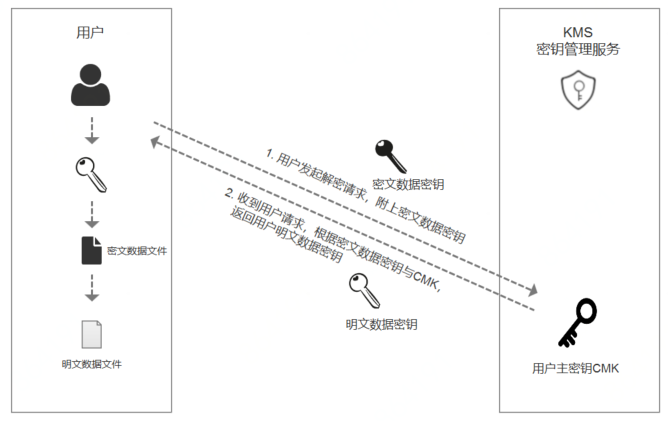 用户
KMS
密钥管理服务
密文数据密钥
1. 用户发起解密请求，附上密文数据密钥
2. 收到用户请求，根据密文数据密钥与CMK,
返回用户明文数据密钥
密文数据文件
明文数据密钥
明文数据文件
用户主密钥CMK